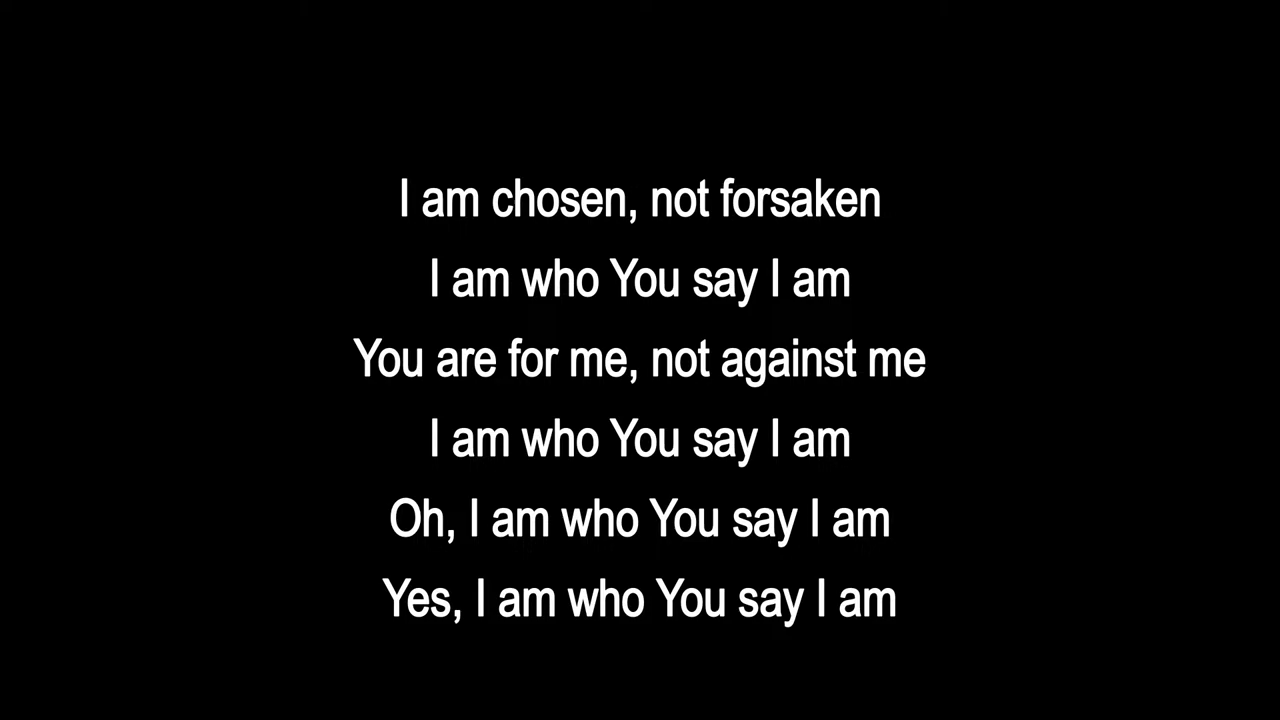 I am chosen, not forsaken
I am who You say I am
You are for me, not against me
I am who You say I am
Oh, I am who You say I am
Yes, I am who You say I am